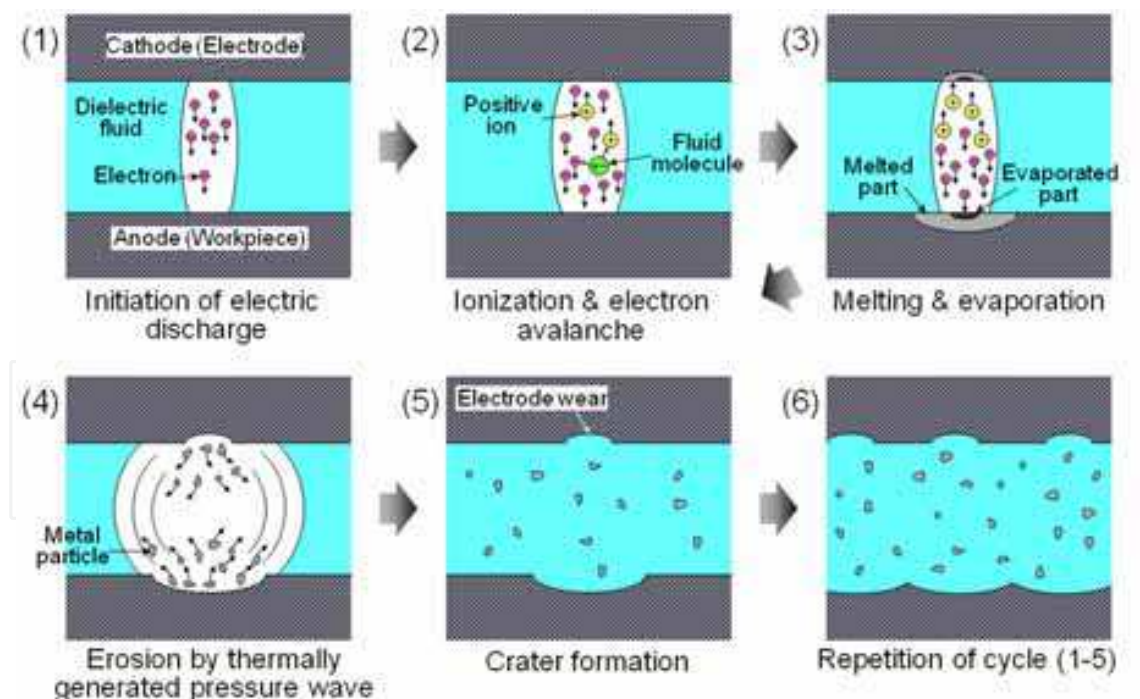 (1)
Cathode (Electrode)
Dielectric
fluid
Electron
Anode (Workpiece)
Initiation of electric
discharge
(2)
Positive
ion
Fluid
molecule
Ionization & electron
avalanche
(3)
Melted
part
Evaporated
part
Melting & evaporation
(4)
Metal
particle
Erosion by thermally
generated pressure wave
(5)
Electrode wear
Crater formation
(6)
Repetition of cycle (1-5)